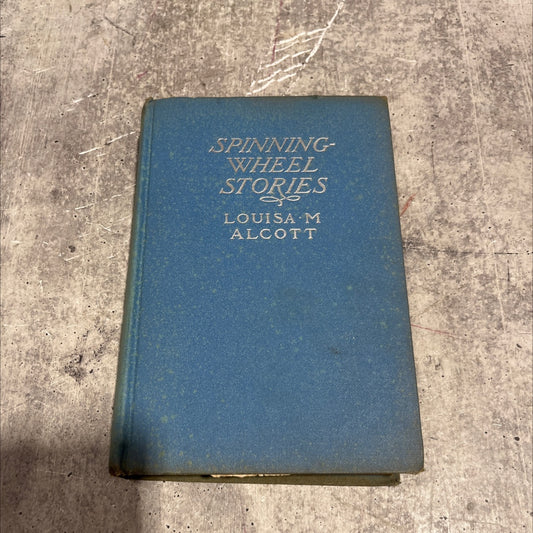 SPINNING-
WHEEL
STORIES
LOUISA·M
ALCOTT